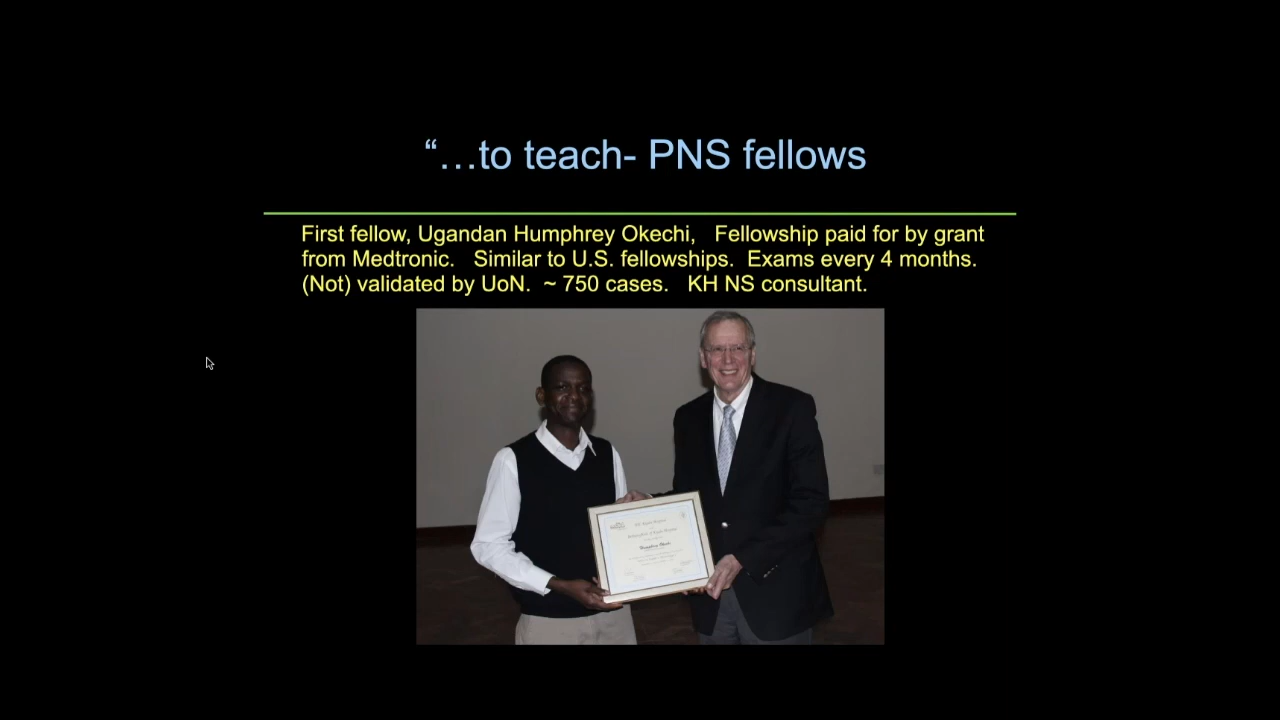 “…to teach- PNS fellows
First fellow, Ugandan Humphrey Okechi,   Fellowship paid for by grant
from Medtronic.   Similar to U.S. fellowships.  Exams every 4 months.
(Not) validated by UoN.  ~ 750 cases.   KH NS consultant.